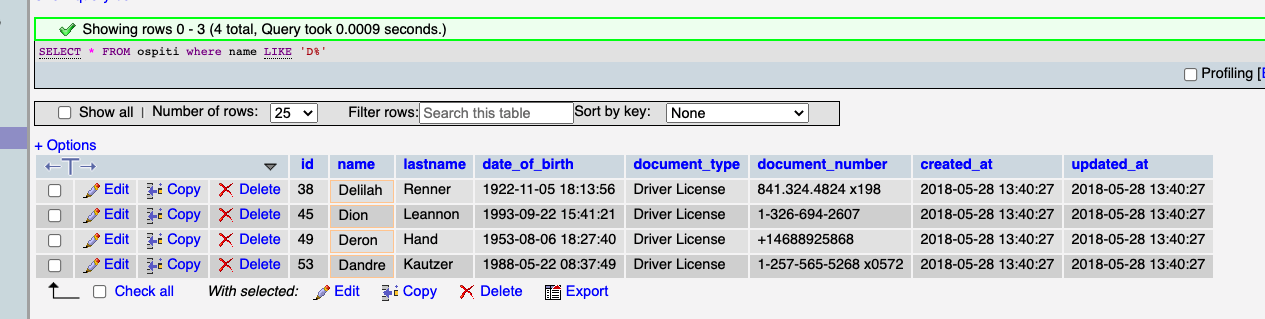 Showing rows 0 - 3 (4 total, Query took 0.0009 seconds.)
SELECT * FROM ospiti where name LIKE 'D%'
Profiling [
Show all | Number of rows: 25 Filter rows: Search this table Sort by key: None
+ Options
id name lastname date_of_birth document_type document_number created_at updated_at
Edit Copy Delete 38 Delilah Renner 1922-11-05 18:13:56 Driver License 841.324.4824 x198 2018-05-28 13:40:27 2018-05-28 13:40:27
Edit Copy Delete 45 Dion Leannon 1993-09-22 15:41:21 Driver License 1-326-694-2607 2018-05-28 13:40:27 2018-05-28 13:40:27
Edit Copy Delete 49 Deron Hand 1953-08-06 18:27:40 Driver License +14688925868 2018-05-28 13:40:27 2018-05-28 13:40:27
Edit Copy Delete 53 Dandre Kautzer 1988-05-22 08:37:49 Driver License 1-257-565-5268 x0572 2018-05-28 13:40:27 2018-05-28 13:40:27
Check all With selected: Edit Copy Delete Export